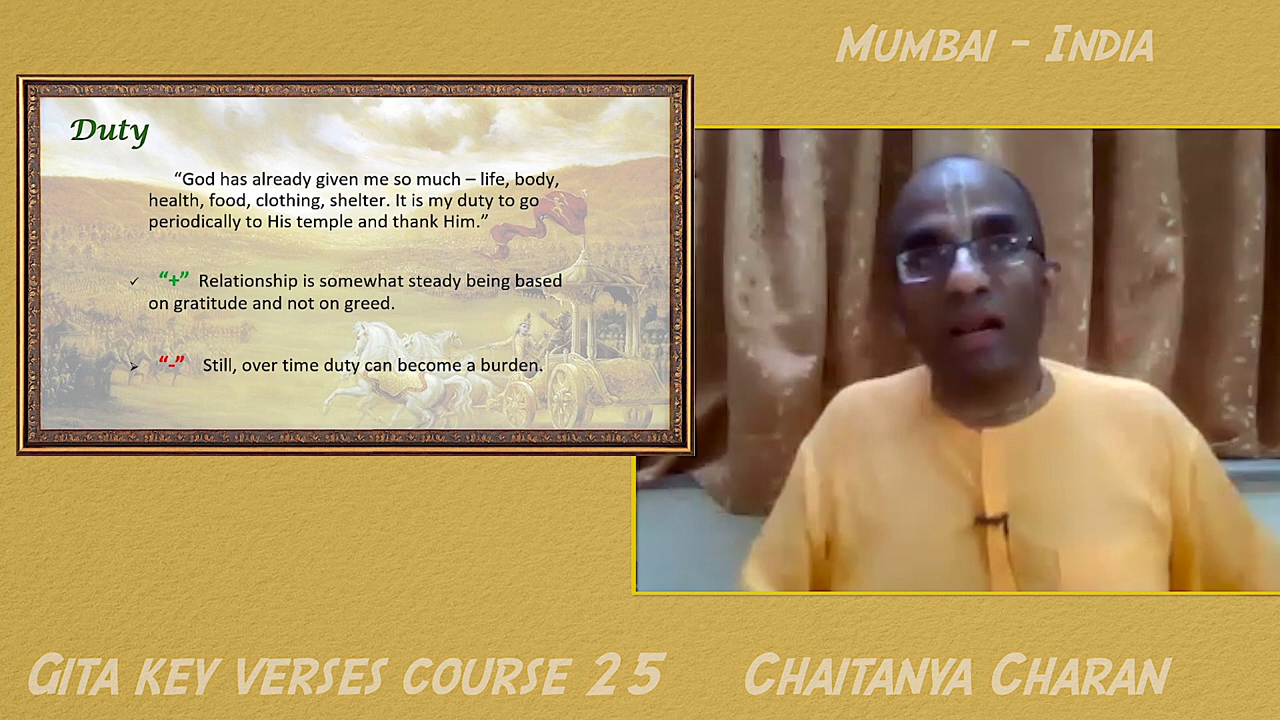 Mumbai - India
Duty
“God has already given me so much – life, body,
health, food, clothing, shelter. It is my duty to go
periodically to His temple and thank Him.”
✓ “+” Relationship is somewhat steady being based
on gratitude and not on greed.
➢ “-” Still, over time duty can become a burden.
Gita key verses course 25
Chaitanya Charan